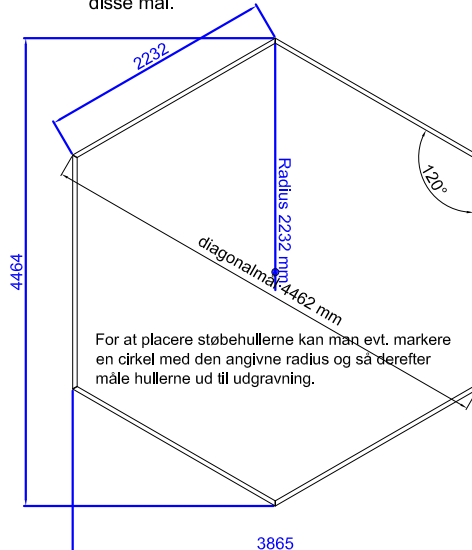 disse mål.
2232
120°
Radius 2232 mm
4464
diagonalmål:4462 mm
For at placere støbehullerne kan man evt. markere
en cirkel med den angivne radius og så derefter
måle hullerne ud til udgravning.
3865